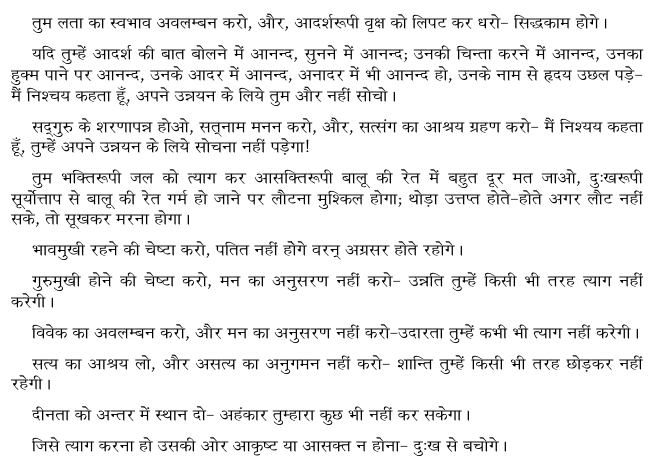 तुम लता का स्वभाव अवलम्बन करो, और, आदर्शरूपी वृक्ष को लिपट कर धरो– सिद्धकाम होगे।
यदि तुम्हें आदर्श की बात बोलने में आनन्द, सुनने में आनन्द; उनकी चिन्ता करने में आनन्द, उनका
हुक्म पाने पर आनन्द, उनके आदर में आनन्द, अनादर में भी आनन्द हो, उनके नाम से हृदय उछल पड़े–
मैं निश्चय कहता हूँ, अपने उन्नयन के लिये तुम और नहीं सोचो।
सद्‌गुरु के शरणापन्न होओ, सत्‌नाम मनन करो, और, सत्संग का आश्रय ग्रहण करो– मैं निश्यय कहता
हूँ, तुम्हें अपने उन्नयन के लिये सोचना नहीं पड़ेगा!
तुम भक्तिरूपी जल को त्याग कर आसक्तिरूपी बालू की रेत में बहुत दूर मत जाओ, दुःखरूपी
सूर्योत्ताप से बालू की रेत गर्म हो जाने पर लौटना मुश्किल होगा; थोड़ा उत्तप्त होते–होते अगर लौट नहीं
सके, तो सूखकर मरना होगा।
भावमुखी रहने की चेष्टा करो, पतित नहीं होगे वरन् अग्रसर होते रहोगे।
गुरुमुखी होने की चेष्टा करो, मन का अनुसरण नहीं करो– उन्नति तुम्हें किसी भी तरह त्याग नहीं
करेगी।
विवेक का अवलम्बन करो, और मन का अनुसरण नहीं करो–उदारता तुम्हें कभी भी त्याग नहीं करेगी।
सत्य का आश्रय लो, और असत्य का अनुगमन नहीं करो– शान्ति तुम्हें किसी भी तरह छोड़कर नहीं
रहेगी।
दीनता को अन्तर में स्थान दो– अहंकार तुम्हारा कुछ भी नहीं कर सकेगा।
जिसे त्याग करना हो उसकी ओर आकृष्ट या आसक्त न होना– दुःख से बचोगे।